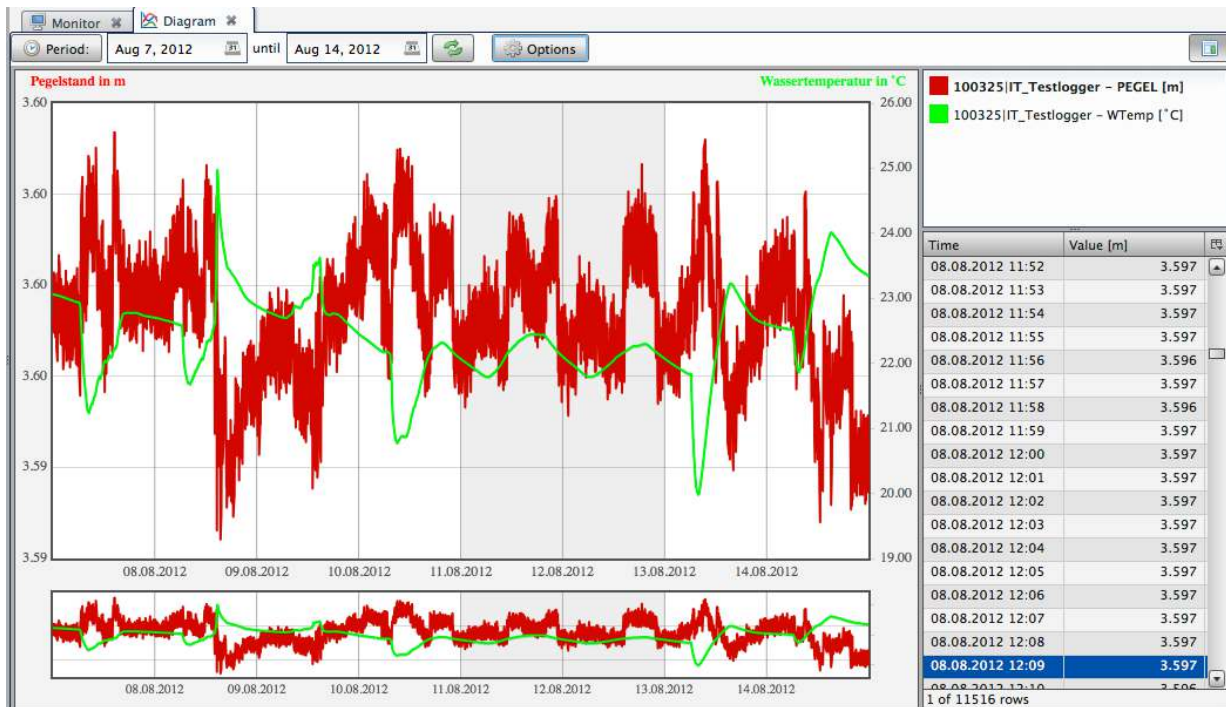 Monitor Diagram
Period: Aug 7, 2012 until Aug 14, 2012 Options
Pegelstand in m Wassertemperatur in °C
3.60 26.00
25.00
3.60
24.00
3.60 23.00
22.00
3.60
21.00
3.59
20.00
3.59 19.00
08.08.2012 09.08.2012 10.08.2012 11.08.2012 12.08.2012 13.08.2012 14.08.2012
08.08.2012 09.08.2012 10.08.2012 11.08.2012 12.08.2012 13.08.2012 14.08.2012
100325|IT_Testlogger - PEGEL [m]
100325|IT_Testlogger - WTemp [°C]
Time Value [m]
08.08.2012 11:52 3.597
08.08.2012 11:53 3.597
08.08.2012 11:54 3.597
08.08.2012 11:55 3.597
08.08.2012 11:56 3.596
08.08.2012 11:57 3.597
08.08.2012 11:58 3.596
08.08.2012 11:59 3.597
08.08.2012 12:00 3.597
08.08.2012 12:01 3.597
08.08.2012 12:02 3.597
08.08.2012 12:03 3.597
08.08.2012 12:04 3.597
08.08.2012 12:05 3.597
08.08.2012 12:06 3.597
08.08.2012 12:07 3.597
08.08.2012 12:08 3.597
08.08.2012 12:09 3.597
08.08.2012 12:10 3.596
1 of 11516 rows